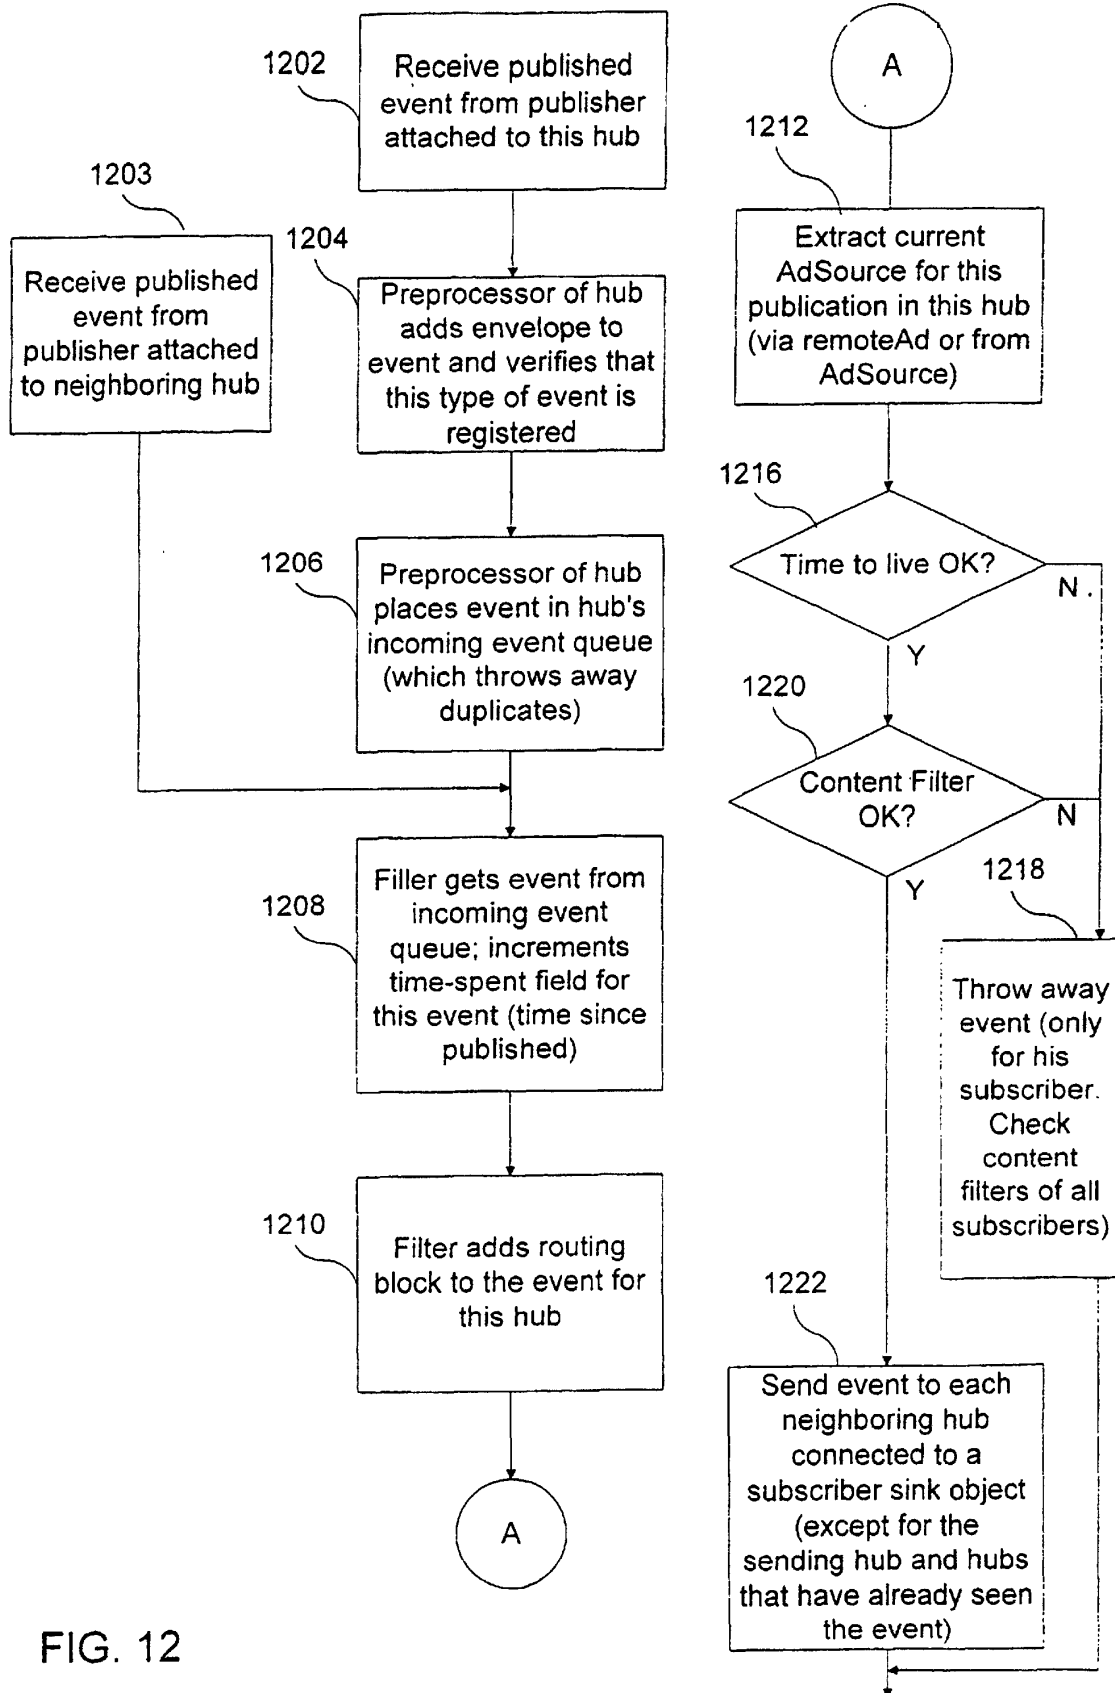 1202
Receive published
event from publisher
attached to this hub
1203
Receive published
event from
publisher attached
to neighboring hub
1204
Preprocessor of hub
adds envelope to
event and verifies that
this type of event is
registered
1206
Preprocessor of hub
places event in hub's
incoming event queue
(which throws away
duplicates)
1208
Filler gets event from
incoming event
queue; increments
time-spent field for
this event (time since
published)
1210
Filter adds routing
block to the event for
this hub
A
A
1212
Extract current
AdSource for this
publication in this hub
(via remoteAd or from
AdSource)
1216
Time to live OK?
N.
Y
1220
Content Filter
OK?
N
Y
1218
Throw away
event (only
for his
subscriber.
Check
content
filters of all
subscribers)
1222
Send event to each
neighboring hub
connected to a
subscriber sink object
(except for the
sending hub and hubs
that have already seen
the event)
FIG. 12